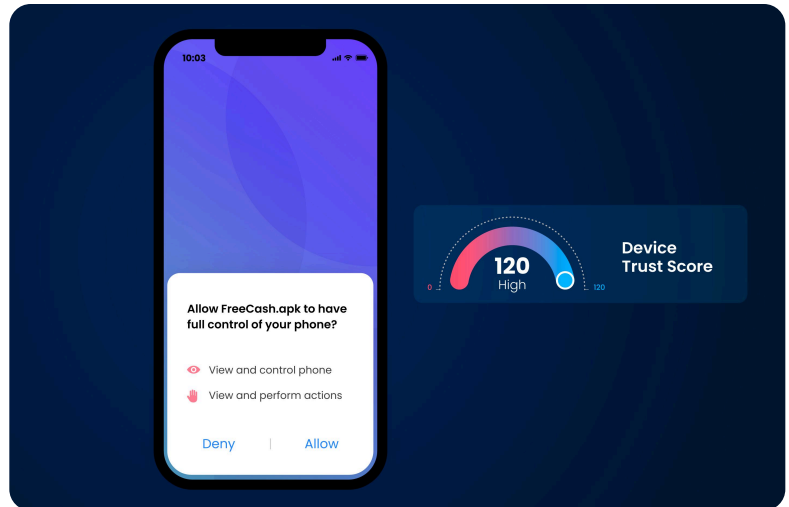 10:03
Allow FreeCash.apk to have
full control of your phone?
View and control phone
View and perform actions
Deny | Allow
120
High
0
120
Device
Trust Score